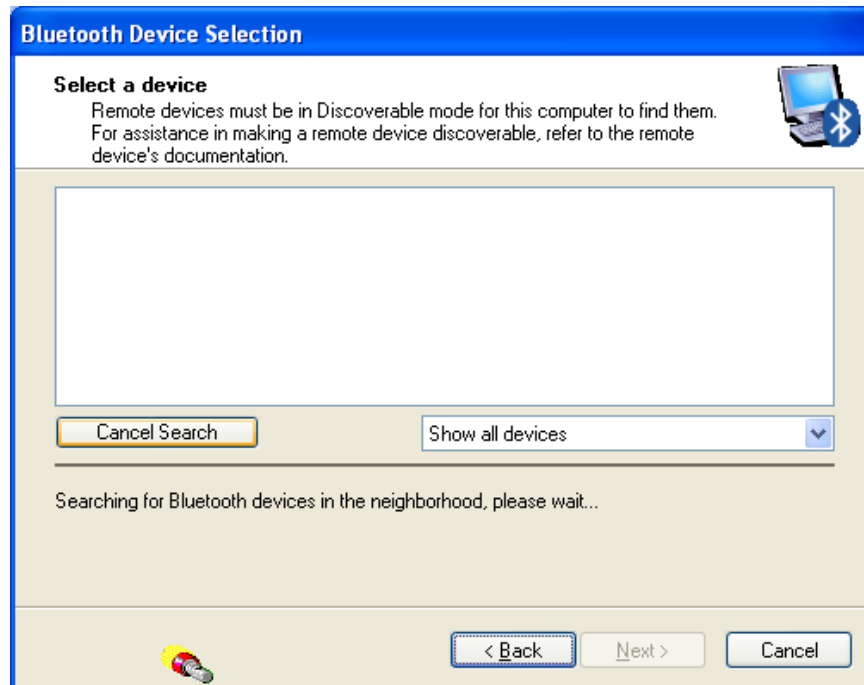 Bluetooth Device Selection
Select a device
Remote devices must be in Discoverable mode for this computer to find them.
For assistance in making a remote device discoverable, refer to the remote
device's documentation.
Cancel Search
Show all devices
Searching for Bluetooth devices in the neighborhood, please wait...
< Back
Next >
Cancel